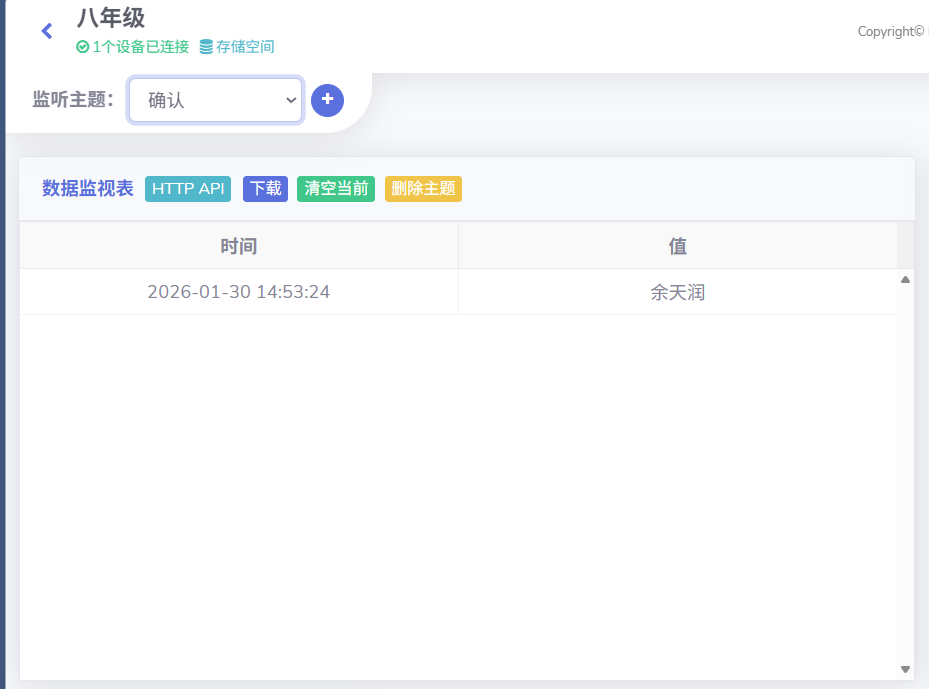 八年级
Copyright©
1个设备已连接 存储空间
监听主题： 确认
数据监视表 HTTP API 下载 清空当前 删除主题
时间 值
2026-01-30 14:53:24 余天润